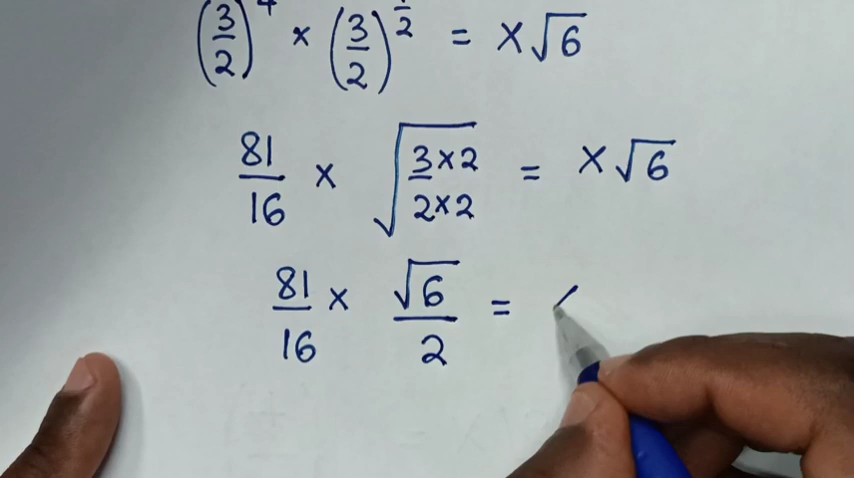 (3/2)^4 × (3/2)^1/2 = x√6
81/16 × √(3×2/2×2) = x√6
81/16 × √6/2 =